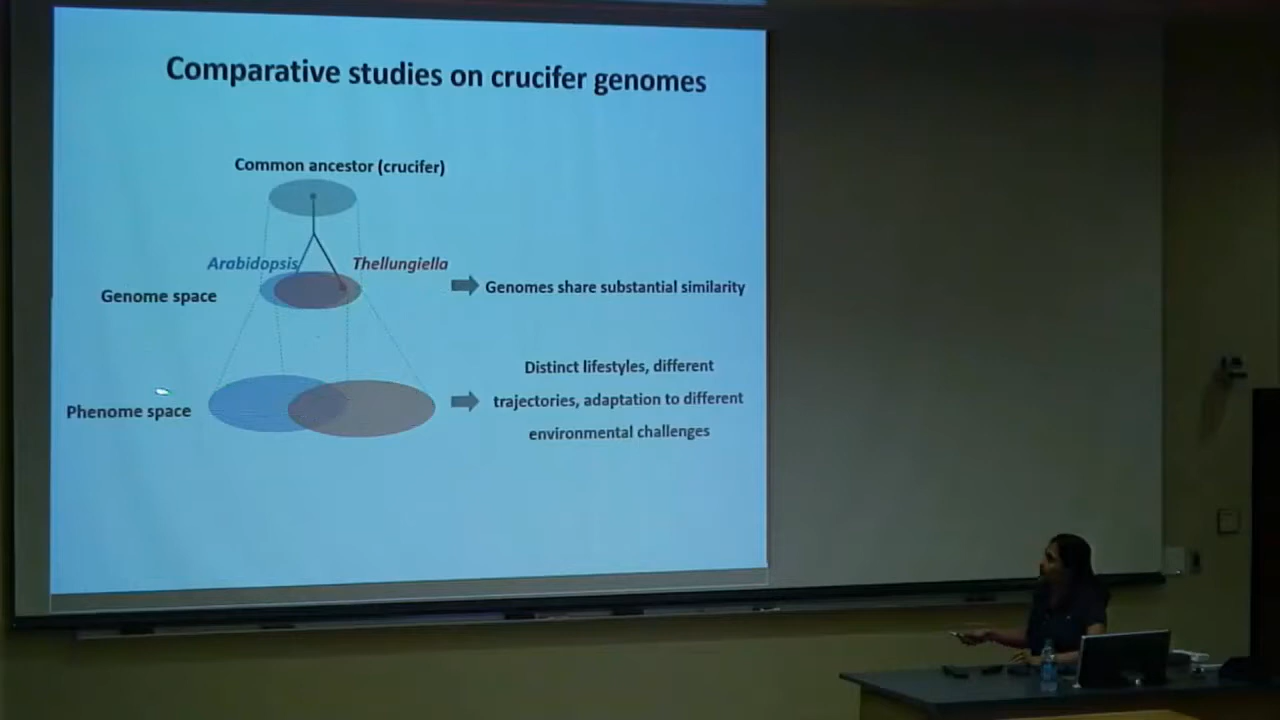 Comparative studies on crucifer genomes
Common ancestor (crucifer)
Arabidopsis
Thellungiella
Genome space
Genomes share substantial similarity
Phenome space
Distinct lifestyles, different
trajectories, adaptation to different
environmental challenges